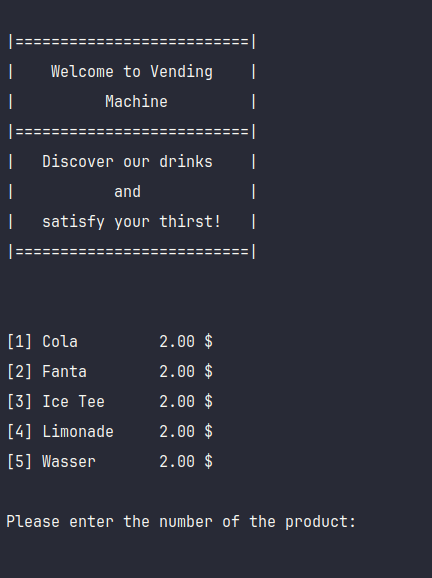 |==========================|
|    Welcome to Vending    |
|          Machine         |
|==========================|
|   Discover our drinks    |
|           and            |
|   satisfy your thirst!   |
|==========================|
[1] Cola         2.00 $
[2] Fanta        2.00 $
[3] Ice Tee      2.00 $
[4] Limonade     2.00 $
[5] Wasser       2.00 $
Please enter the number of the product: